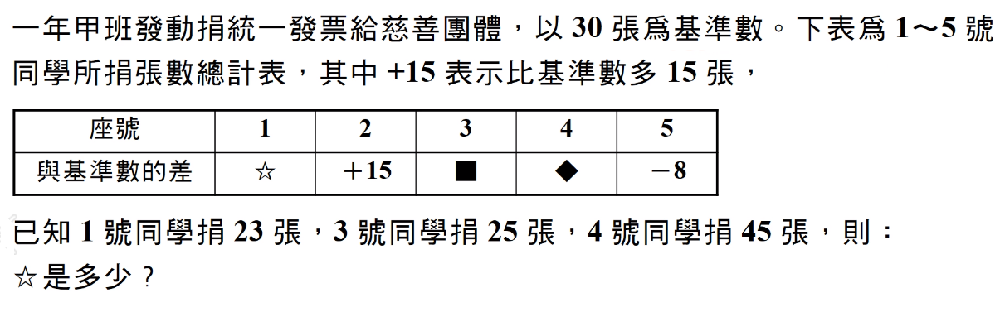 一年甲班發動捐統一發票給慈善團體，以 30 張爲基準數。下表爲 1～5 號
同學所捐張數總計表，其中 +15 表示比基準數多 15 張，
座號 1 2 3 4 5
與基準數的差 ☆ ＋15 ■ ◆ －8
已知 1 號同學捐 23 張，3 號同學捐 25 張，4 號同學捐 45 張，則：
☆是多少？